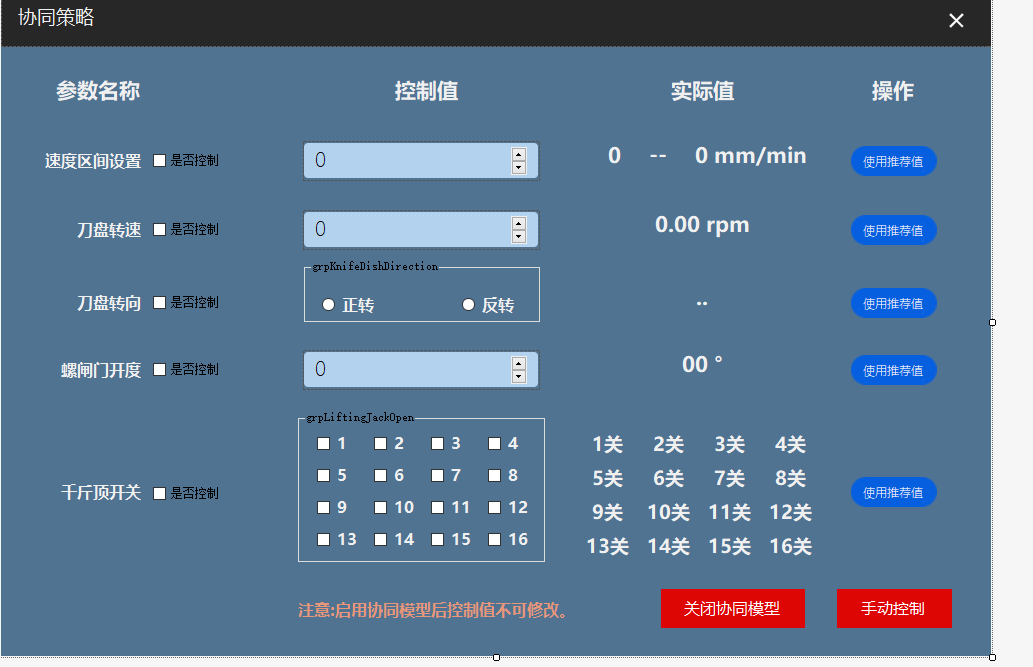 协同策略
参数名称 控制值 实际值 操作
速度区间设置 是否控制 0 0 -- 0 mm/min 使用推荐值
刀盘转速 是否控制 0 0.00 rpm 使用推荐值
grpKnifeDishDirection
刀盘转向 是否控制 正转 反转 -- 使用推荐值
螺闸门开度 是否控制 0 00 ° 使用推荐值
grpLiftingJackOpen
1 2 3 4 1关 2关 3关 4关
5 6 7 8 5关 6关 7关 8关
千斤顶开关 是否控制 使用推荐值
9 10 11 12 9关 10关 11关 12关
13 14 15 16 13关 14关 15关 16关
注意:启用协同模型后控制值不可修改。 关闭协同模型 手动控制